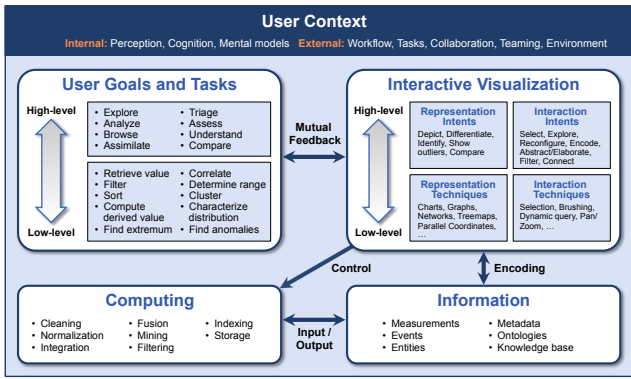 User Context
Internal: Perception, Cognition, Mental models External: Workflow, Tasks, Collaboration, Teaming, Environment
User Goals and Tasks
High-level
Low-level
• Explore
• Analyze
• Browse
• Assimilate
• Triage
• Assess
• Understand
• Compare
• Retrieve value
• Filter
• Sort
• Compute
derived value
• Find extremum
• Correlate
• Determine range
• Cluster
• Characterize
distribution
• Find anomalies
Mutual
Feedback
Interactive Visualization
High-level
Low-level
Representation
Intents
Depict, Differentiate,
Identify, Show
outliers, Compare
Interaction
Intents
Select, Explore,
Reconfigure, Encode,
Abstract/Elaborate,
Filter, Connect
Representation
Techniques
Charts, Graphs,
Networks, Treemaps,
Parallel Coordinates,
…
Interaction
Techniques
Selection, Brushing,
Dynamic query, Pan/
Zoom, …
Control
Encoding
Computing
• Cleaning
• Normalization
• Integration
• Fusion
• Mining
• Filtering
• Indexing
• Storage
Input /
Output
Information
• Measurements
• Events
• Entities
• Metadata
• Ontologies
• Knowledge base